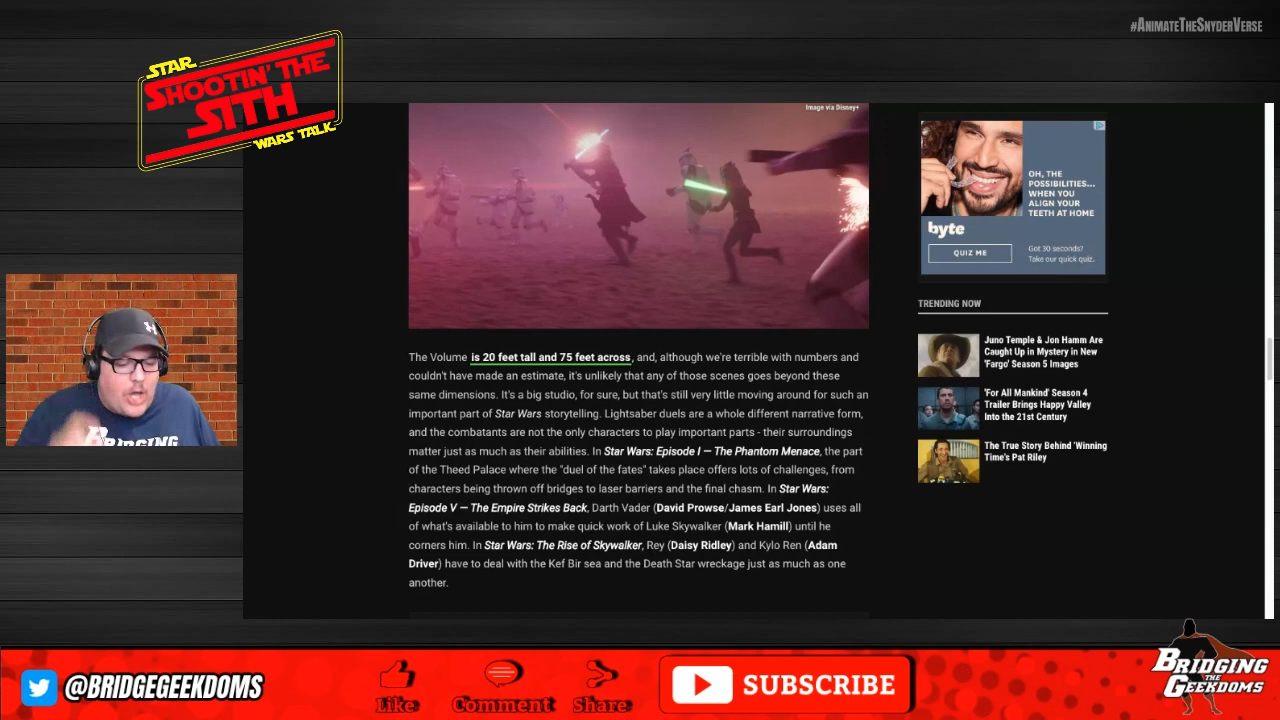 #AnimateTheSnyderVerse
STAR
SHOOTIN' THE
SITH
WARS TALK
Image via Disney+
The Volume is 20 feet tall and 75 feet across, and, although we're terrible with numbers and
couldn't have made an estimate, it's unlikely that any of those scenes goes beyond these
same dimensions. It's a big studio, for sure, but that's still very little moving around for such an
important part of Star Wars storytelling. Lightsaber duels are a whole different narrative form,
and the combatants are not the only characters to play important parts - their surroundings
matter just as much as their abilities. In Star Wars: Episode I — The Phantom Menace, the part
of the Theed Palace where the "duel of the fates" takes place offers lots of challenges, from
characters being thrown off bridges to laser barriers and the final chasm. In Star Wars:
Episode V — The Empire Strikes Back, Darth Vader (David Prowse/James Earl Jones) uses all
of what's available to him to make quick work of Luke Skywalker (Mark Hamill) until he
corners him. In Star Wars: The Rise of Skywalker, Rey (Daisy Ridley) and Kylo Ren (Adam
Driver) have to deal with the Kef Bir sea and the Death Star wreckage just as much as one
another.
OH, THE
POSSIBILITIES...
WHEN YOU
ALIGN YOUR
TEETH AT HOME
byte
QUIZ ME
Got 30 seconds?
Take our quick quiz.
TRENDING NOW
Juno Temple & Jon Hamm Are
Caught Up in Mystery in New
'Fargo' Season 5 Images
'For All Mankind' Season 4
Trailer Brings Happy Valley
Into the 21st Century
The True Story Behind 'Winning
Time's Pat Riley
BRIDGING
@BRIDGEGEEKDOMS
Like
Comment
Share
SUBSCRIBE
BRIDGING
THE
GEEKDOMS